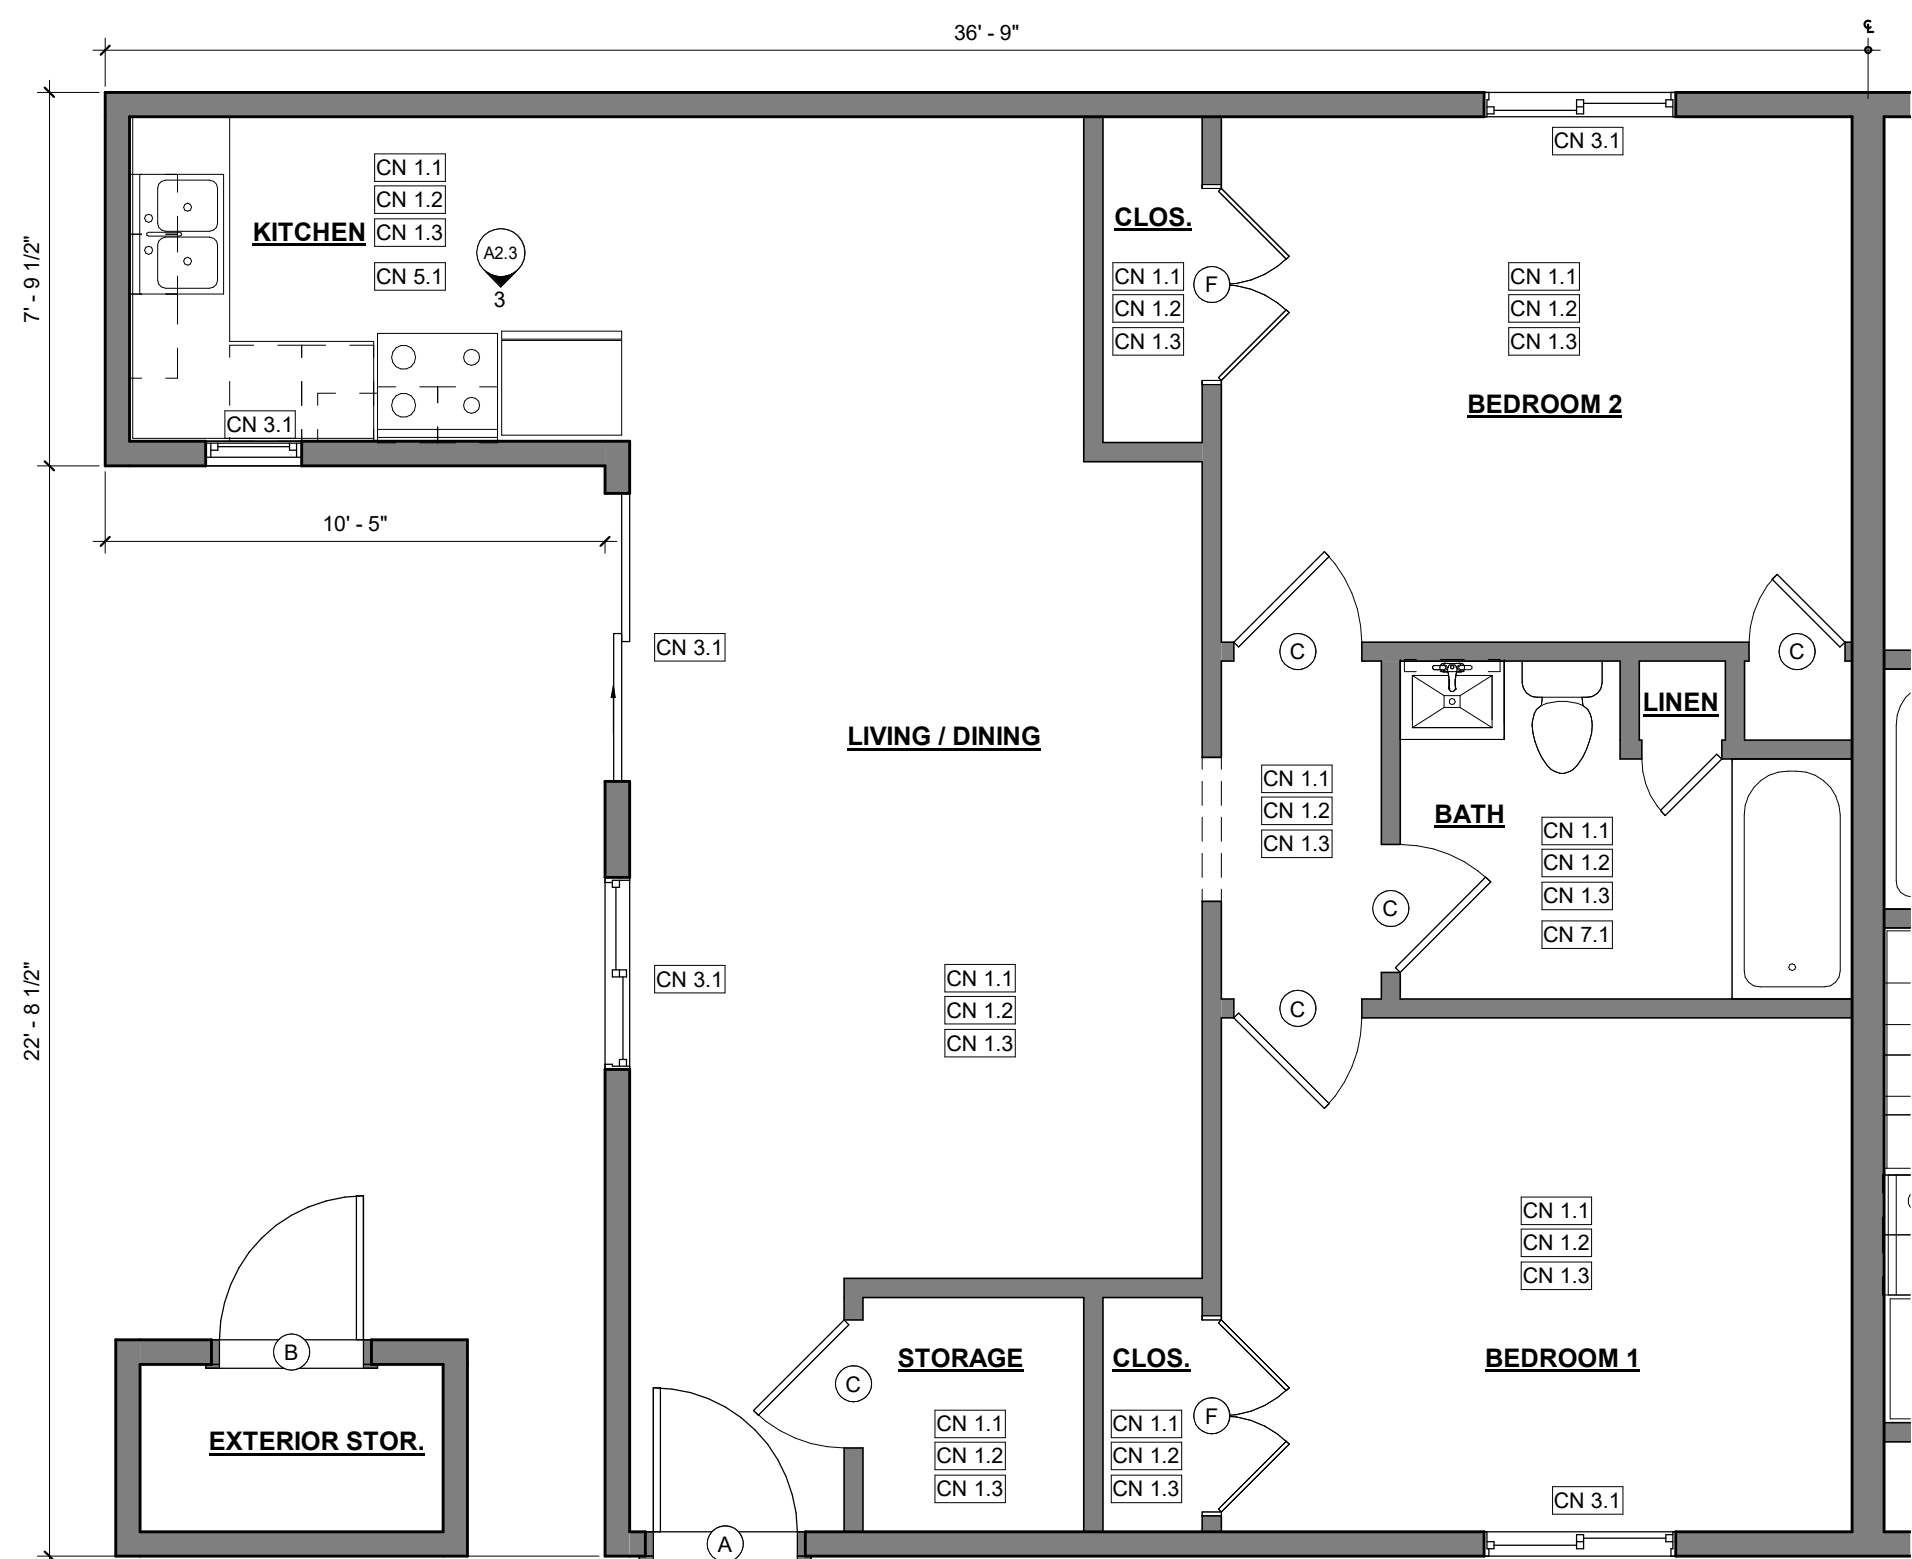 36' - 9"
℄
CN 3.1
7' - 9 1/2"
KITCHEN
CN 1.1
CN 1.2
CN 1.3
CN 5.1
A2.3
3
CN 3.1
CLOS.
CN 1.1
CN 1.2
CN 1.3
F
CN 1.1
CN 1.2
CN 1.3
BEDROOM 2
10' - 5"
CN 3.1
C
C
LINEN
LIVING / DINING
CN 1.1
CN 1.2
CN 1.3
BATH
CN 1.1
CN 1.2
CN 1.3
CN 7.1
C
C
22' - 8 1/2"
CN 3.1
CN 1.1
CN 1.2
CN 1.3
CN 1.1
CN 1.2
CN 1.3
BEDROOM 1
B
EXTERIOR STOR.
C
STORAGE
CN 1.1
CN 1.2
CN 1.3
CLOS.
CN 1.1
CN 1.2
CN 1.3
F
CN 3.1
A